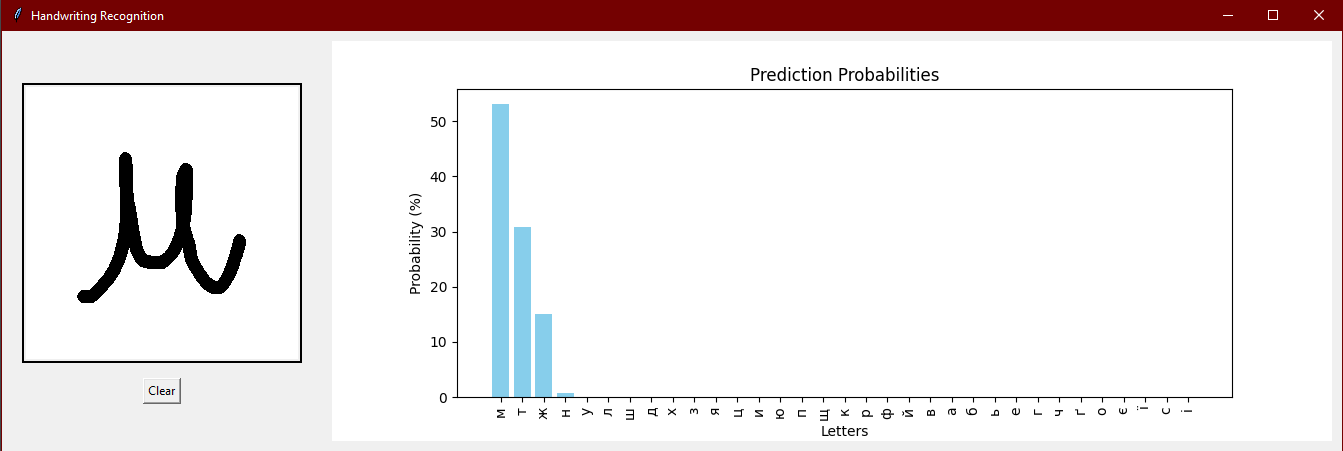 Handwriting Recognition
м
Clear
Prediction Probabilities
Probability (%)
50
40
30
20
10
0
м т ж н у л ш д х з я ц и ю п щ к р ф й в а б ь е г ч ґ о є ї с і
Letters